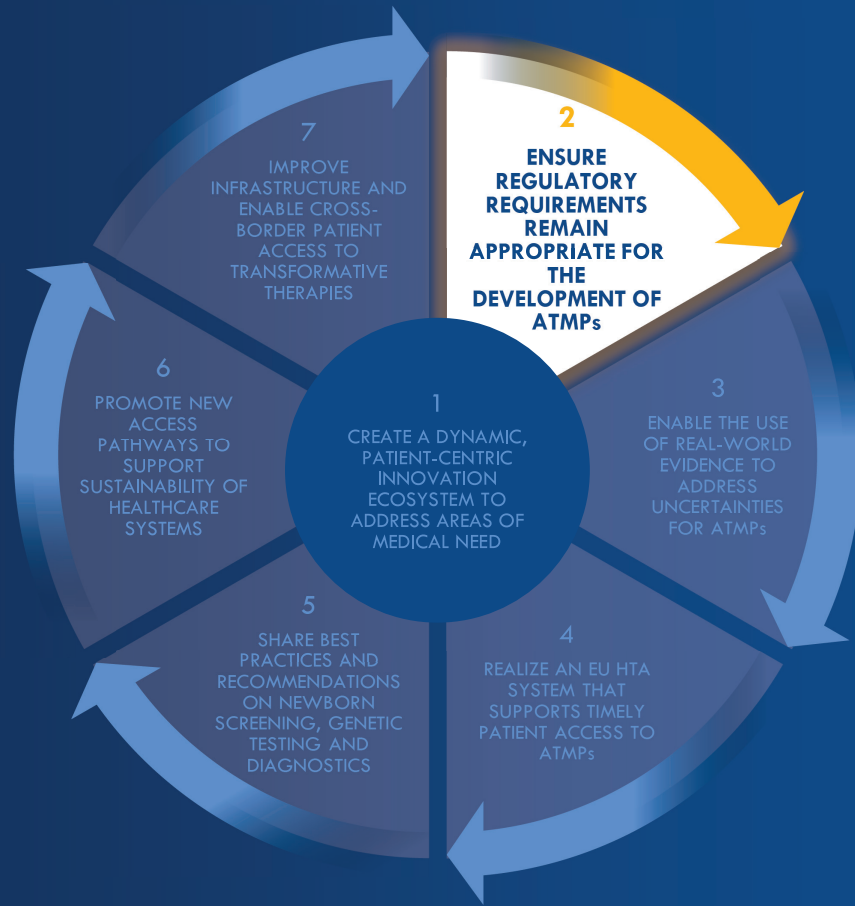 1
CREATE A DYNAMIC,
PATIENT-CENTRIC
INNOVATION
ECOSYSTEM TO
ADDRESS AREAS OF
MEDICAL NEED
2
ENSURE
REGULATORY
REQUIREMENTS
REMAIN
APPROPRIATE FOR
THE
DEVELOPMENT OF
ATMPs
3
ENABLE THE USE
OF REAL-WORLD
EVIDENCE TO
ADDRESS
UNCERTAINTIES
FOR ATMPs
4
REALIZE AN EU HTA
SYSTEM THAT
SUPPORTS TIMELY
PATIENT ACCESS TO
ATMPs
5
SHARE BEST
PRACTICES AND
RECOMMENDATIONS
ON NEWBORN
SCREENING, GENETIC
TESTING AND
DIAGNOSTICS
6
PROMOTE NEW
ACCESS
PATHWAYS TO
SUPPORT
SUSTAINABILITY OF
HEALTHCARE
SYSTEMS
7
IMPROVE
INFRASTRUCTURE AND
ENABLE CROSS-
BORDER PATIENT
ACCESS TO
TRANSFORMATIVE
THERAPIES